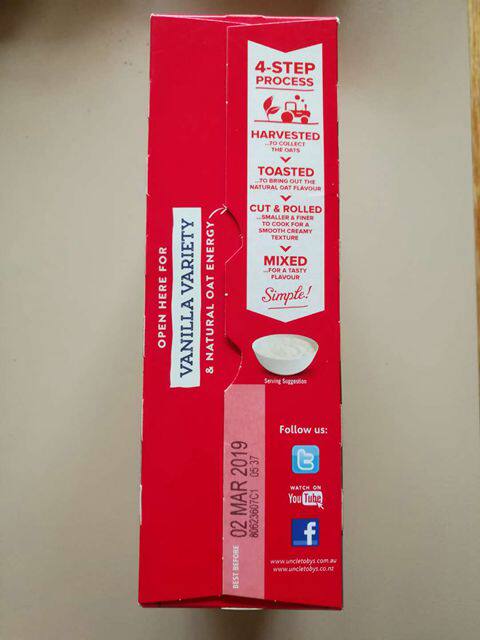 4-STEP
PROCESS
HARVESTED
...TO COLLECT
THE OATS
TOASTED
...TO BRING OUT THE
NATURAL OAT FLAVOUR
CUT & ROLLED
...SMALLER & FINER
TO COOK FOR A
SMOOTH CREAMY
TEXTURE
MIXED
...FOR A TASTY
FLAVOUR
Simple!
Serving Suggestion
OPEN HERE FOR
VANILLA VARIETY
& NATURAL OAT ENERGY
BEST BEFORE
02 MAR 2019
80623607C1 05:37
Follow us:
t
WATCH ON
YouTube
f
www.uncletobys.com.au
www.uncletobys.co.nz